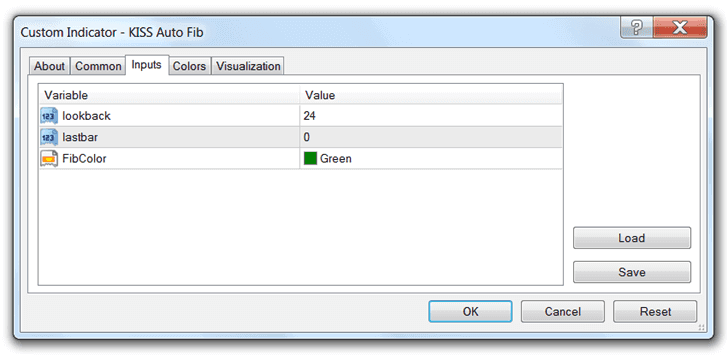 Custom Indicator - KISS Auto Fib
?
About Common Inputs Colors Visualization
Variable Value
123 lookback 24
123 lastbar 0
FibColor Green
Load
Save
OK Cancel Reset